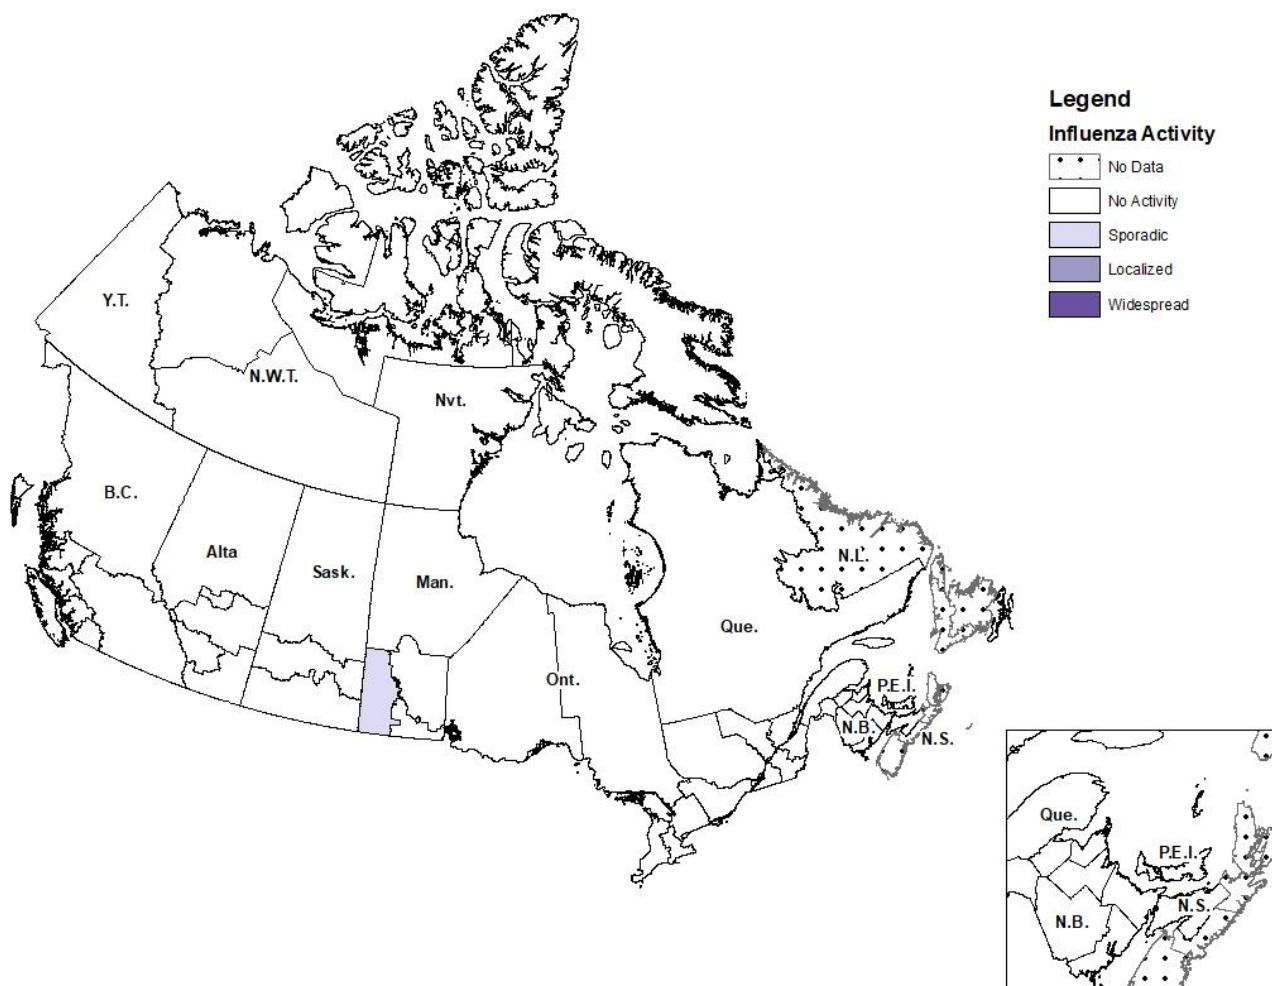 Legend
Influenza Activity
No Data
No Activity
Sporadic
Localized
Widespread
Y.T.
N.W.T.
Nvt.
B.C.
Alta
Sask.
Man.
N.L.
Que.
Ont.
P.E.I.
N.B.
N.S.
Que.
P.E.I.
N.S.
N.B.